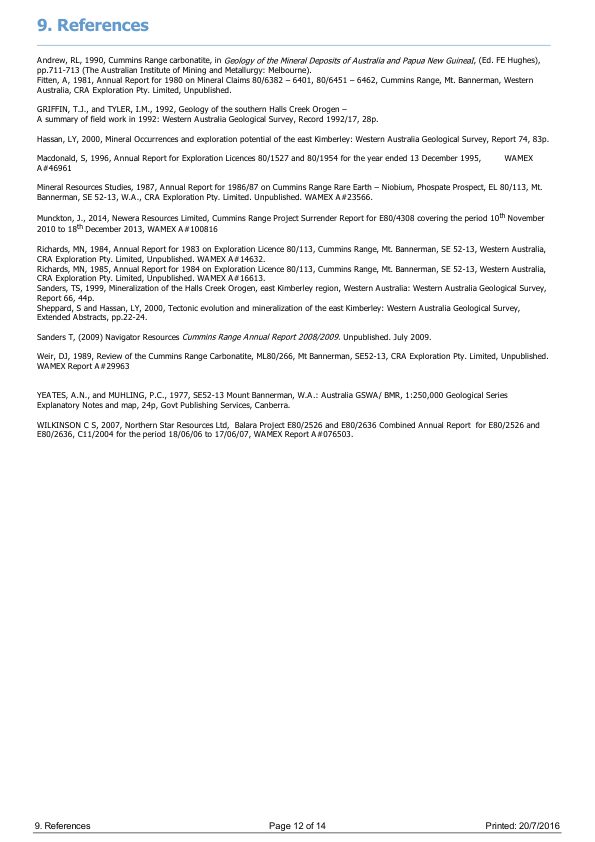 9. References
Andrew, RL, 1990, Cummins Range carbonatite, in Geology of the Mineral Deposits of Australia and Papua New Guineal, (Ed. FE Hughes),
pp.711-713 (The Australian Institute of Mining and Metallurgy: Melbourne).
Fitten, A, 1981, Annual Report for 1980 on Mineral Claims 80/6382 – 6401, 80/6451 – 6462, Cummins Range, Mt. Bannerman, Western
Australia, CRA Exploration Pty. Limited, Unpublished.
GRIFFIN, T.J., and TYLER, I.M., 1992, Geology of the southern Halls Creek Orogen –
A summary of field work in 1992: Western Australia Geological Survey, Record 1992/17, 28p.
Hassan, LY, 2000, Mineral Occurrences and exploration potential of the east Kimberley: Western Australia Geological Survey, Report 74, 83p.
Macdonald, S, 1996, Annual Report for Exploration Licences 80/1527 and 80/1954 for the year ended 13 December 1995, WAMEX
A#46961
Mineral Resources Studies, 1987, Annual Report for 1986/87 on Cummins Range Rare Earth – Niobium, Phospate Prospect, EL 80/113, Mt.
Bannerman, SE 52-13, W.A., CRA Exploration Pty. Limited. Unpublished. WAMEX A#23566.
Munckton, J., 2014, Newera Resources Limited, Cummins Range Project Surrender Report for E80/4308 covering the period 10th November
2010 to 18th December 2013, WAMEX A#100816
Richards, MN, 1984, Annual Report for 1983 on Exploration Licence 80/113, Cummins Range, Mt. Bannerman, SE 52-13, Western Australia,
CRA Exploration Pty. Limited, Unpublished. WAMEX A#14632.
Richards, MN, 1985, Annual Report for 1984 on Exploration Licence 80/113, Cummins Range, Mt. Bannerman, SE 52-13, Western Australia,
CRA Exploration Pty. Limited, Unpublished. WAMEX A#16613.
Sanders, TS, 1999, Mineralization of the Halls Creek Orogen, east Kimberley region, Western Australia: Western Australia Geological Survey,
Report 66, 44p.
Sheppard, S and Hassan, LY, 2000, Tectonic evolution and mineralization of the east Kimberley: Western Australia Geological Survey,
Extended Abstracts, pp.22-24.
Sanders T, (2009) Navigator Resources Cummins Range Annual Report 2008/2009. Unpublished. July 2009.
Weir, DJ, 1989, Review of the Cummins Range Carbonatite, ML80/266, Mt Bannerman, SE52-13, CRA Exploration Pty. Limited, Unpublished.
WAMEX Report A#29963
YEATES, A.N., and MUHLING, P.C., 1977, SE52-13 Mount Bannerman, W.A.: Australia GSWA/ BMR, 1:250,000 Geological Series
Explanatory Notes and map, 24p, Govt Publishing Services, Canberra.
WILKINSON C S, 2007, Northern Star Resources Ltd, Balara Project E80/2526 and E80/2636 Combined Annual Report for E80/2526 and
E80/2636, C11/2004 for the period 18/06/06 to 17/06/07, WAMEX Report A#076503.
9. References Page 12 of 14 Printed: 20/7/2016